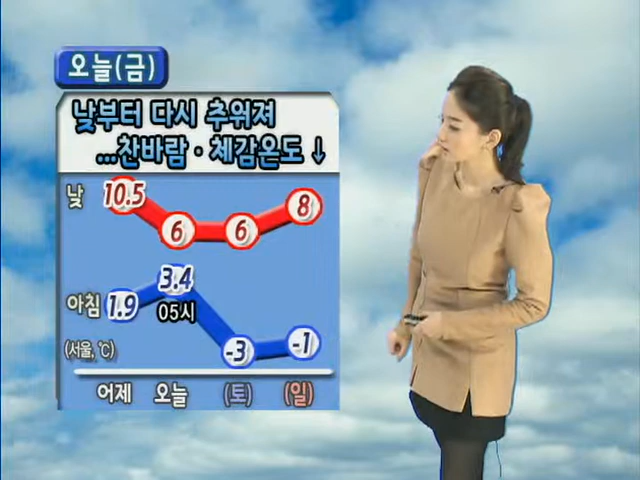 오늘(금)
낮부터 다시 추워져
...찬바람·체감온도↓
낮 10.5 6 6 8
아침 1.9 3.4 -3 -1
05시
(서울, ℃)
어제 오늘 (토) (일)